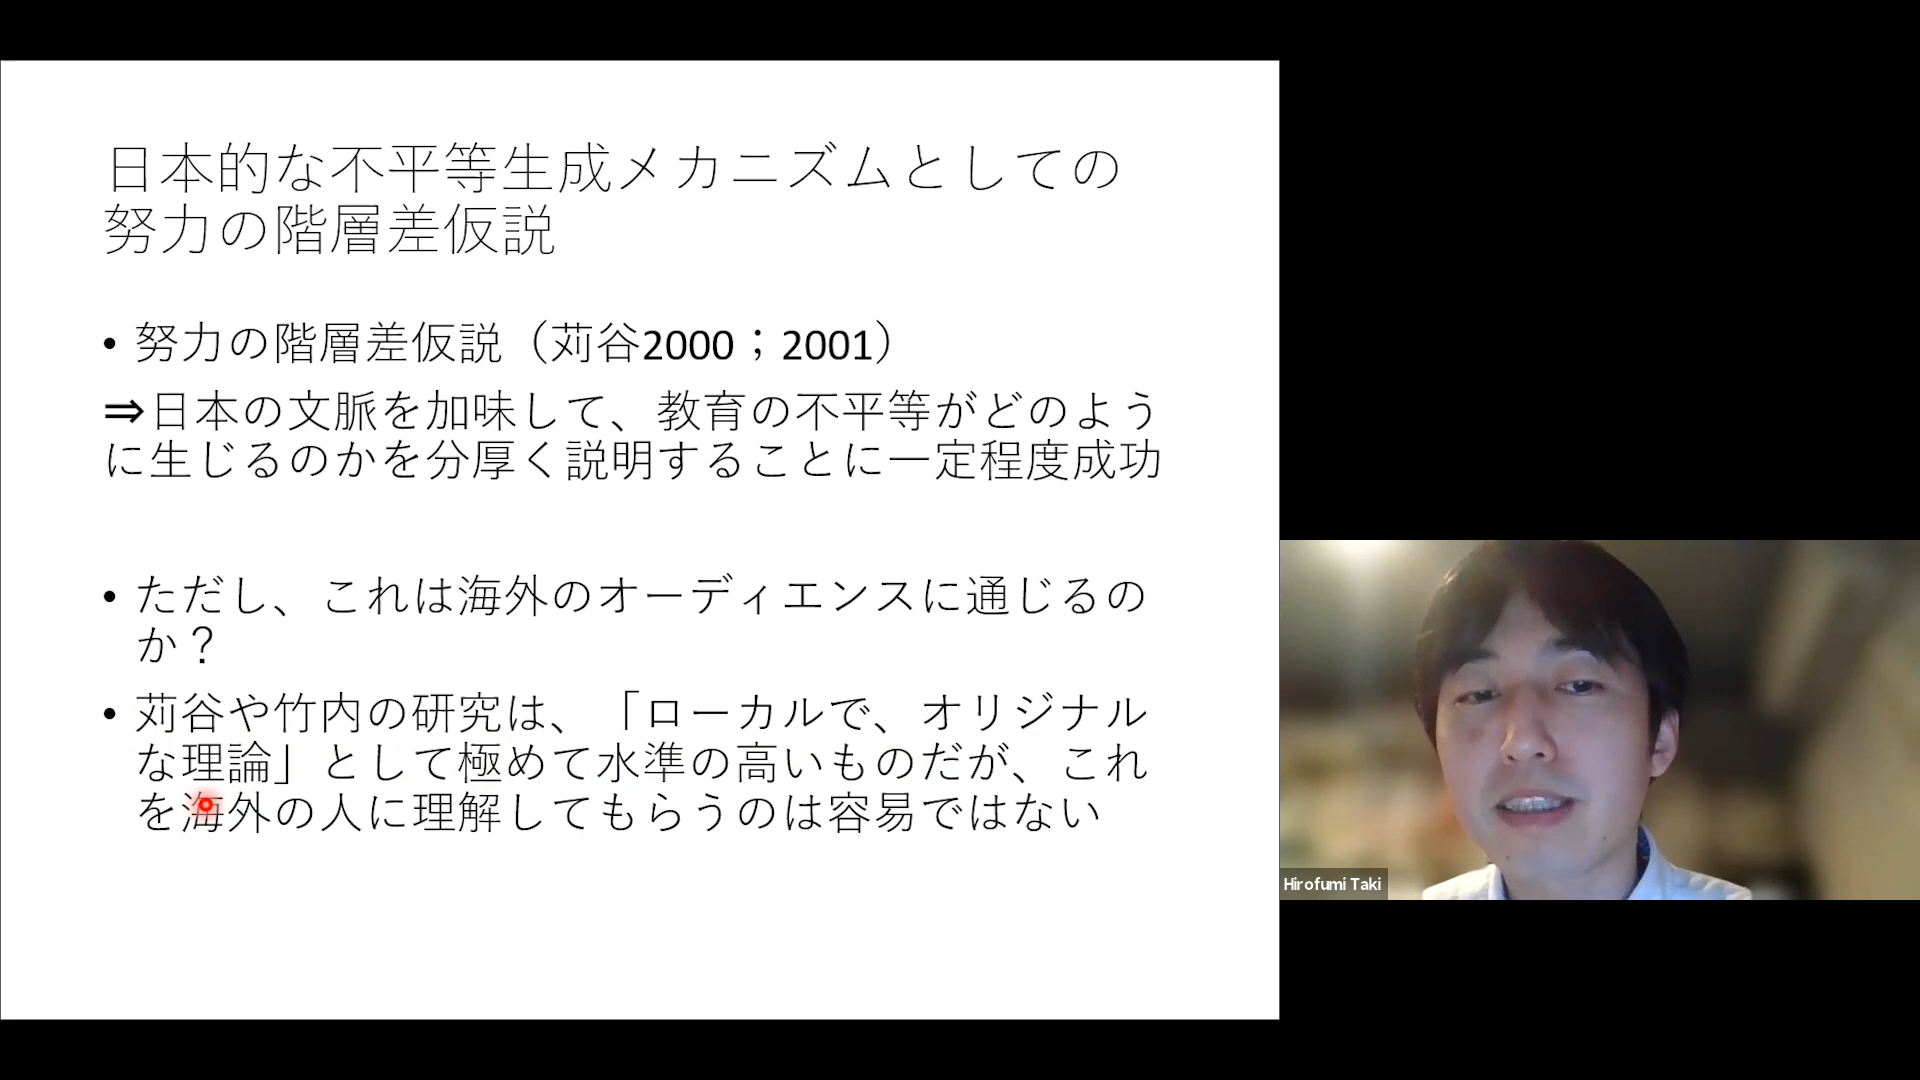 日本的な不平等生成メカニズムとしての
努力の階層差仮説
• 努力の階層差仮説（苅谷2000；2001）
⇒日本の文脈を加味して、教育の不平等がどのよう
に生じるのかを分厚く説明することに一定程度成功
• ただし、これは海外のオーディエンスに通じるの
か？
• 苅谷や竹内の研究は、「ローカルで、オリジナル
な理論」として極めて水準の高いものだが、これ
を海外の人に理解してもらうのは容易ではない
Hirofumi Taki